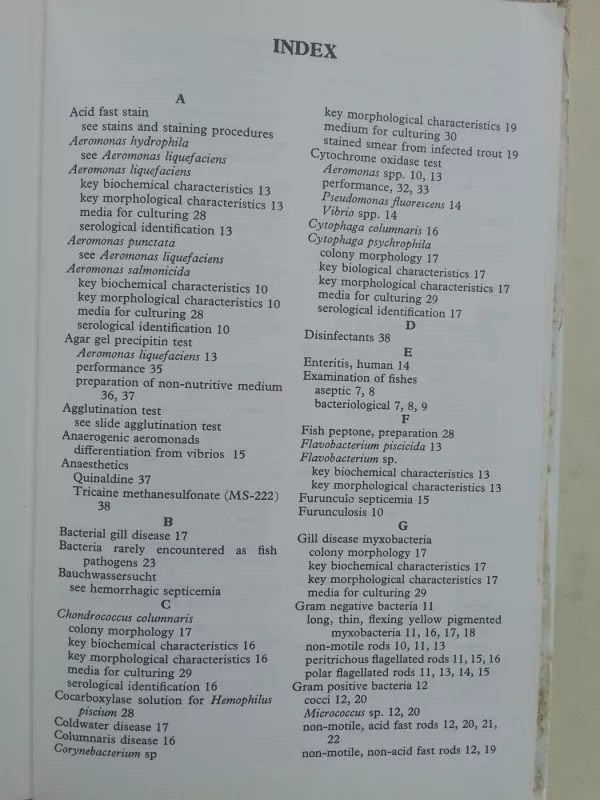 INDEX
A
Acid fast stain
see stains and staining procedures
Aeromonas hydrophila
see Aeromonas liquefaciens
Aeromonas liquefaciens
key biochemical characteristics 13
key morphological characteristics 13
media for culturing 28
serological identification 13
Aeromonas punctata
see Aeromonas liquefaciens
Aeromonas salmonicida
key biochemical characteristics 10
key morphological characteristics 10
media for culturing 28
serological identification 10
Agar gel precipitin test
Aeromonas liquefaciens 13
performance 35
preparation of non-nutritive medium
36, 37
Agglutination test
see slide agglutination test
Anaerogenic aeromonads
differentiation from vibrios 15
Anaesthetics
Quinaldine 37
Tricaine methanesulfonate (MS-222)
38
B
Bacterial gill disease 17
Bacteria rarely encountered as fish
pathogens 23
Bauchwassersucht
see hemorrhagic septicemia
C
Chondrococcus columnaris
colony morphology 17
key biochemical characteristics 16
key morphological characteristics 16
media for culturing 29
serological identification 16
Cocarboxylase solution for Hemophilus
piscium 28
Coldwater disease 17
Columnaris disease 16
Corynebacterium sp
key morphological characteristics 19
medium for culturing 30
stained smear from infected trout 19
Cytochrome oxidase test
Aeromonas spp. 10, 13
performance, 32, 33
Pseudomonas fluorescens 14
Vibrio spp. 14
Cytophaga columnaris 16
Cytophaga psychrophila
colony morphology 17
key biological characteristics 17
key morphological characteristics 17
media for culturing 29
serological identification 17
D
Disinfectants 38
E
Enteritis, human 14
Examination of fishes
aseptic 7, 8
bacteriological 7, 8, 9
F
Fish peptone, preparation 28
Flavobacterium piscicida 13
Flavobacterium sp.
key biochemical characteristics 13
key morphological characteristics 13
Furunculo septicemia 15
Furunculosis 10
G
Gill disease myxobacteria
colony morphology 17
key biochemical characteristics 17
key morphological characteristics 17
media for culturing 29
Gram negative bacteria 11
long, thin, flexing yellow pigmented
myxobacteria 11, 16, 17, 18
non-motile rods 10, 11, 13
peritrichous flagellated rods 11, 15, 16
polar flagellated rods 11, 13, 14, 15
Gram positive bacteria 12
cocci 12, 20
Micrococcus sp. 12, 20
non-motile, acid fast rods 12, 20, 21,
22
non-motile, non-acid fast rods 12, 19